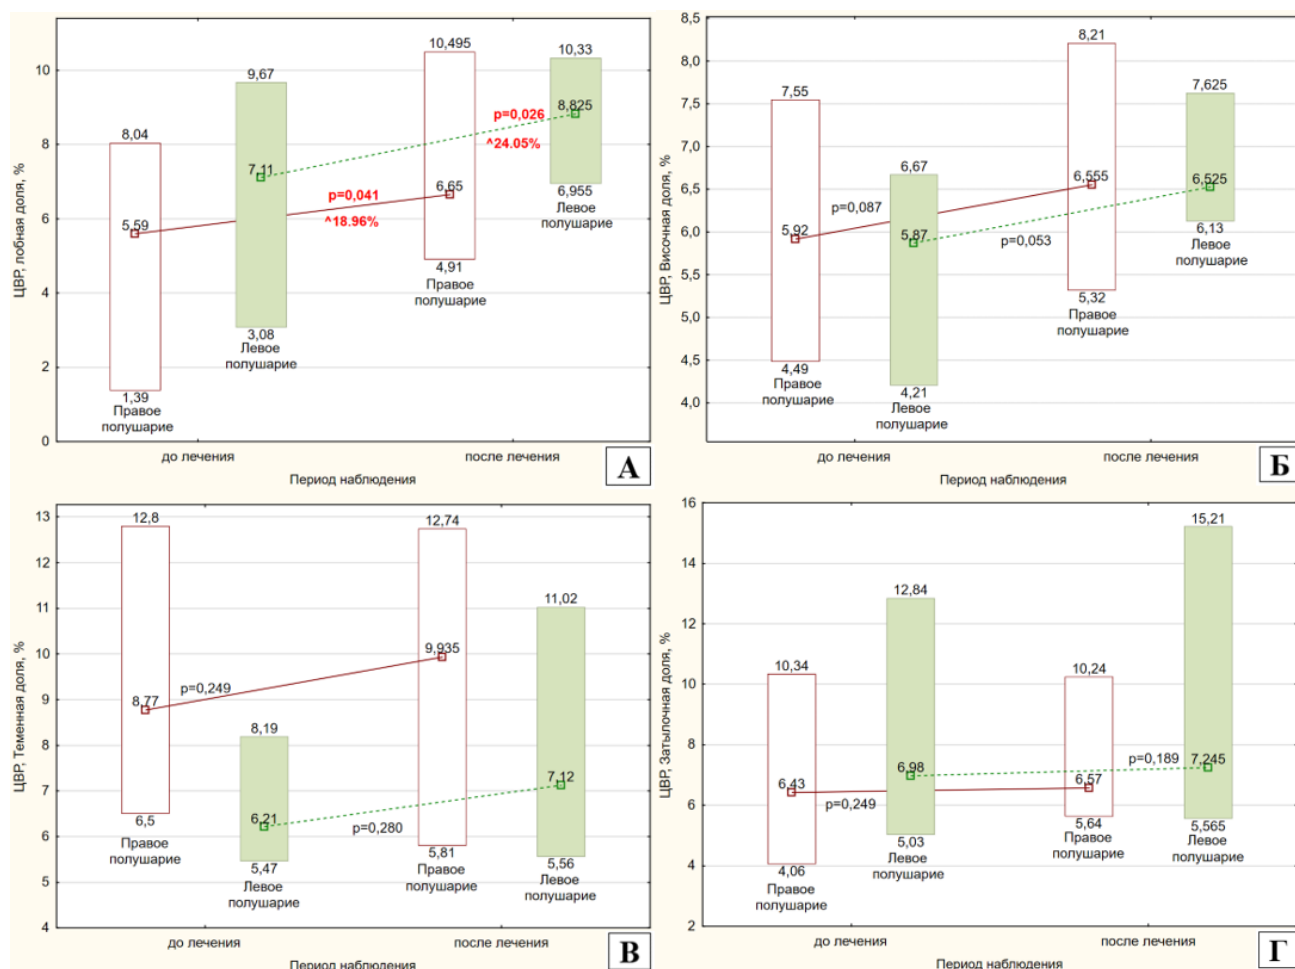 ЦВР, лобная доля, %
10
8
6
4
2
0
8,04
5,59
1,39
Правое
полушарие
9,67
7,11
3,08
Левое
полушарие
p=0,041
^18.96%
p=0,026
^24.05%
10,495
6,65
4,91
Правое
полушарие
10,33
8,825
6,955
Левое
полушарие
до лечения
после лечения
Период наблюдения
А
ЦВР, Височная доля, %
8,5
8,0
7,5
7,0
6,5
6,0
5,5
5,0
4,5
4,0
7,55
5,92
4,49
Правое
полушарие
6,67
5,87
4,21
Левое
полушарие
p=0,087
p=0,053
8,21
6,555
5,32
Правое
полушарие
7,625
6,525
6,13
Левое
полушарие
до лечения
после лечения
Период наблюдения
Б
ЦВР, Теменная доля, %
13
12
11
10
9
8
7
6
5
4
12,8
8,77
6,5
Правое
полушарие
8,19
6,21
5,47
Левое
полушарие
p=0,249
p=0,280
12,74
9,935
5,81
Правое
полушарие
11,02
7,12
5,56
Левое
полушарие
до лечения
после лечения
Период наблюдения
В
ЦВР, Затылочная доля, %
16
14
12
10
8
6
4
2
10,34
6,43
4,06
Правое
полушарие
12,84
6,98
5,03
Левое
полушарие
p=0,249
p=0,189
10,24
6,57
5,64
Правое
полушарие
15,21
7,245
5,565
Левое
полушарие
до лечения
после лечения
Период наблюдения
Г